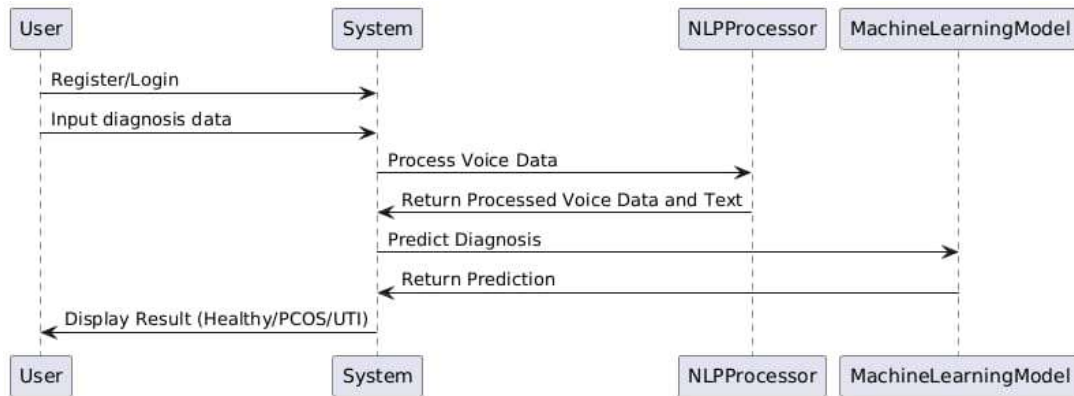 User System NLPProcessor MachineLearningModel
Register/Login
Input diagnosis data
Process Voice Data
Return Processed Voice Data and Text
Predict Diagnosis
Return Prediction
Display Result (Healthy/PCOS/UTI)
User System NLPProcessor MachineLearningModel